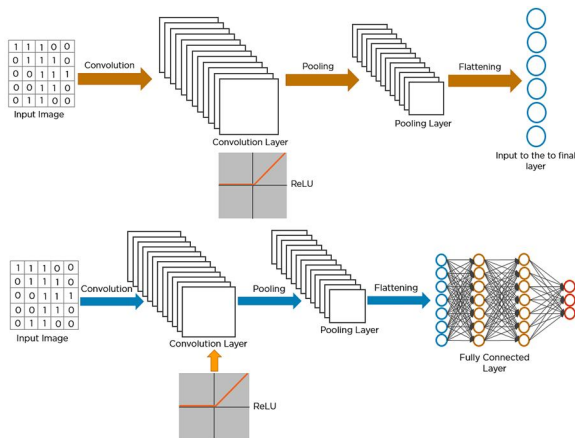 1 1 1 0 0
0 1 1 1 0
0 0 1 1 1
0 0 1 1 0
0 1 1 0 0
Input Image
Convolution
Convolution Layer
ReLU
Pooling
Pooling Layer
Flattening
Input to the to final
layer
1 1 1 0 0
0 1 1 1 0
0 0 1 1 1
0 0 1 1 0
0 1 1 0 0
Input Image
Convolution
Convolution Layer
ReLU
Pooling
Pooling Layer
Flattening
Fully Connected
Layer